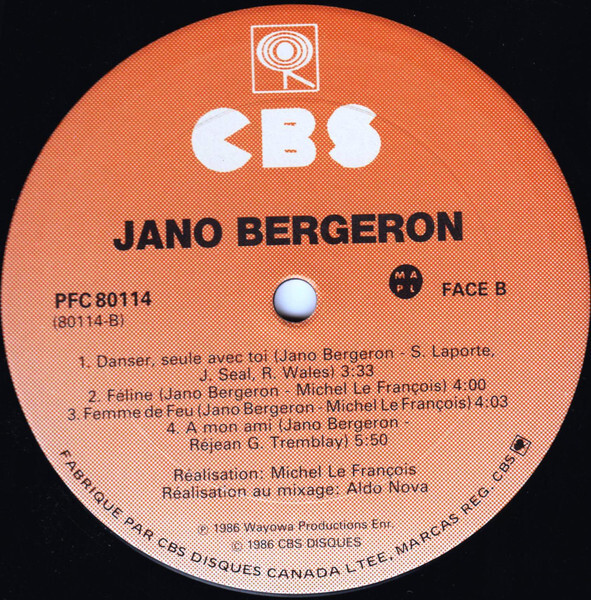 CBS
JANO BERGERON
PFC 80114
(80114-B)
MAPL
FACE B
1. Danser, seule avec toi (Jano Bergeron - S. Laporte,
J. Seal, R. Wales) 3:33
2. Féline (Jano Bergeron - Michel Le François) 4:00
3. Femme de Feu (Jano Bergeron - Michel Le François) 4:03
4. A mon ami (Jano Bergeron -
Réjean G. Tremblay) 5:50
Réalisation: Michel Le François
Réalisation au mixage: Aldo Nova
℗ 1986 Wayowa Productions Enr.
© 1986 CBS DISQUES
FABRIQUE PAR CBS DISQUES CANADA LTEE, MARCAS REG. CBS.